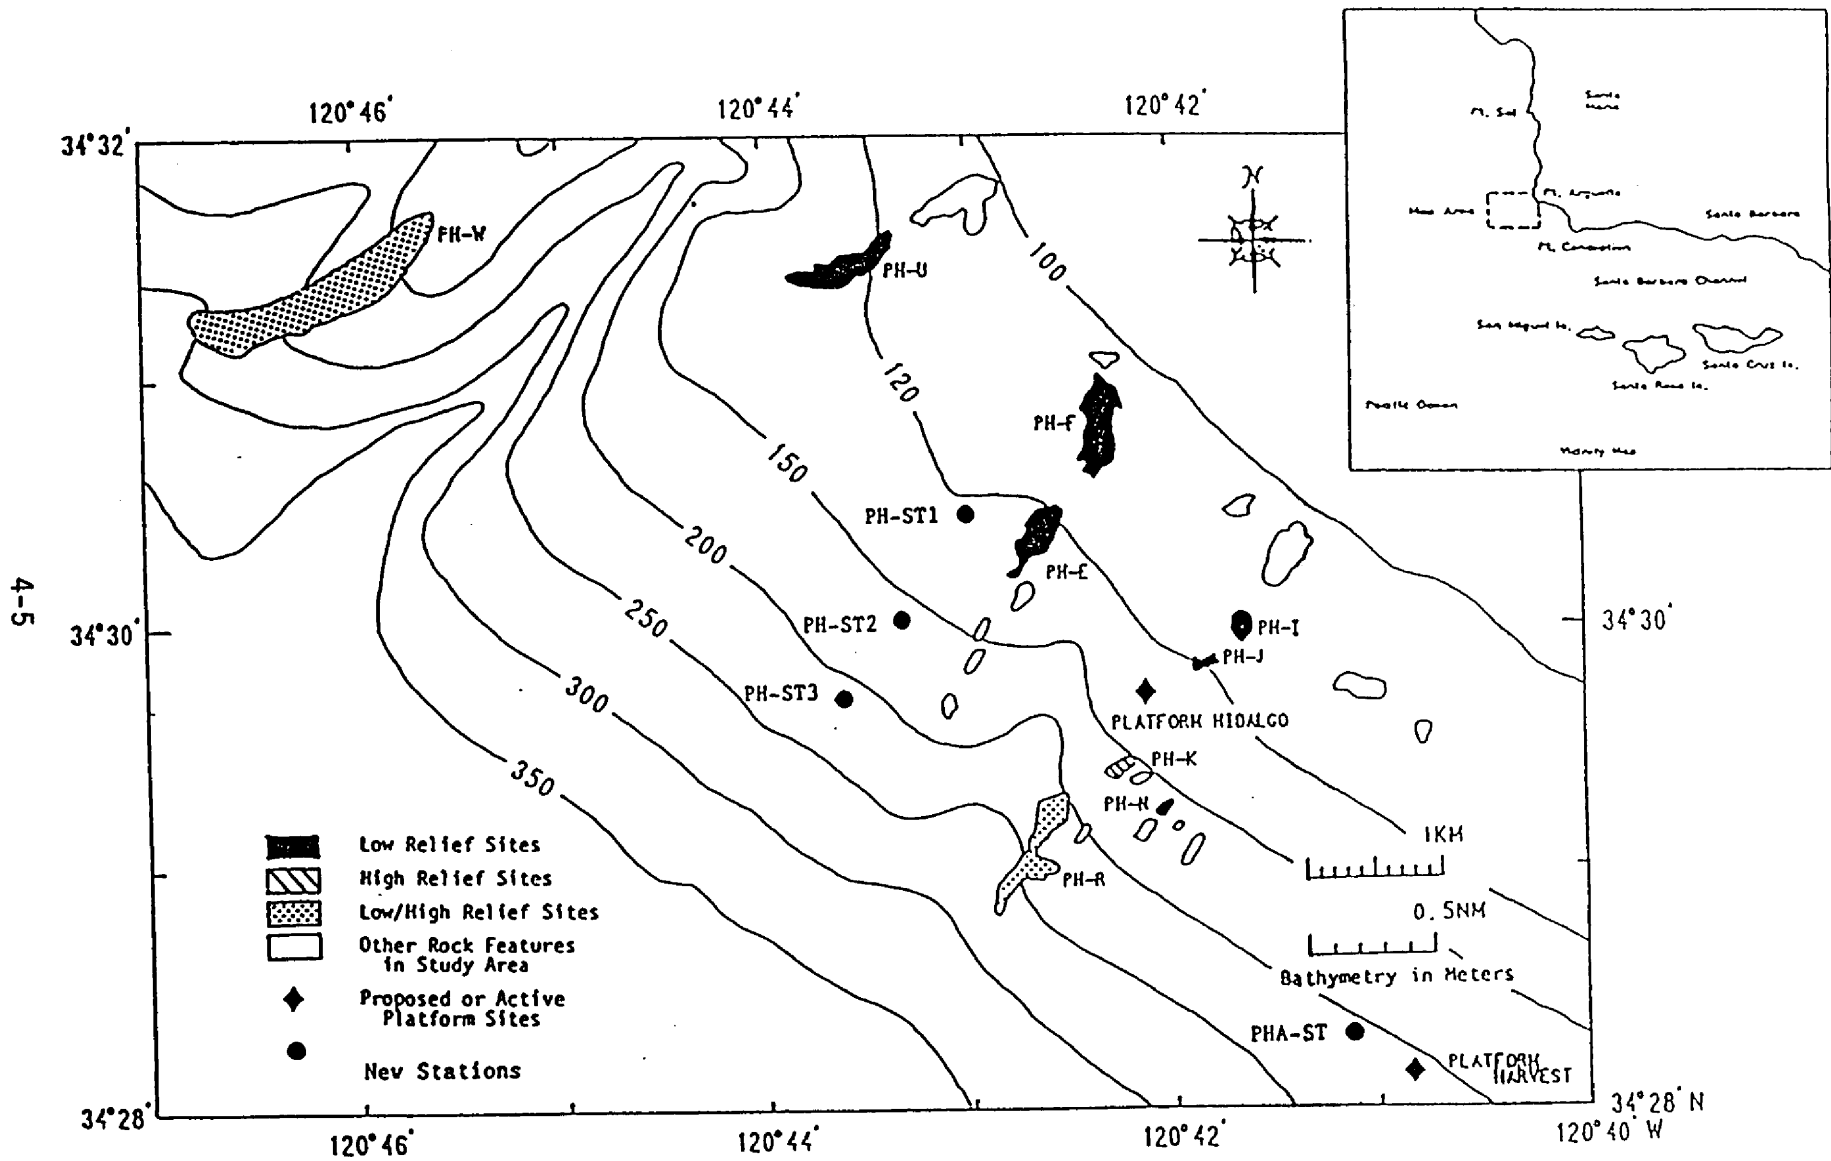 120°46'
120°44'
120°42'
34°32'
N
PH-W
PH-U
100
120
PH-F
150
PH-ST1
PH-E
200
PH-ST2
250
PH-I
34°30'
34°30'
PH-J
PH-ST3
PLATFORM HIDALGO
300
PH-K
350
PH-N
PH-R
1KM
0.5NM
Bathymetry in Meters
PHA-ST
PLATFORM
HARVEST
Low Relief Sites
High Relief Sites
Low/High Relief Sites
Other Rock Features
in Study Area
Proposed or Active
Platform Sites
New Stations
34°28'
34°28' N
120°46'
120°44'
120°42'
120°40' W
4-5
Santa
Maria
Pt. Sal
Pt. Arguello
Map Area
Santa Barbara
Pt. Conception
Santa Barbara Channel
San Miguel Is.
Santa Cruz Is.
Santa Rosa Is.
Pacific Ocean
Vicinity Map